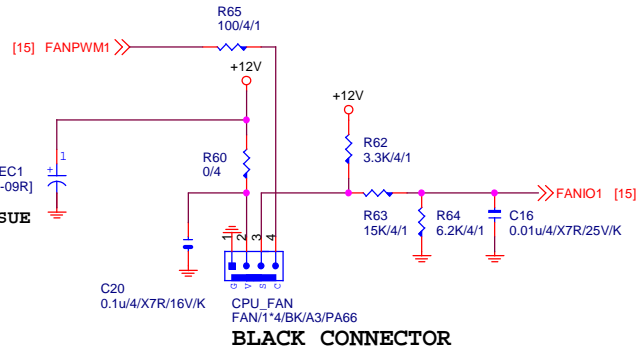 R65
100/4/1
[15] FANPWM1
+12V
+12V
R62
3.3K/4/1
EC1
-09R]
SUE
1
+
R60
0/4
FANIO1 [15]
R63
15K/4/1
R64
6.2K/4/1
C16
0.01u/4/X7R/25V/K
1 2 3 4
G V S C
C20
0.1u/4/X7R/16V/K
CPU_FAN
FAN/1*4/BK/A3/PA66
BLACK CONNECTOR